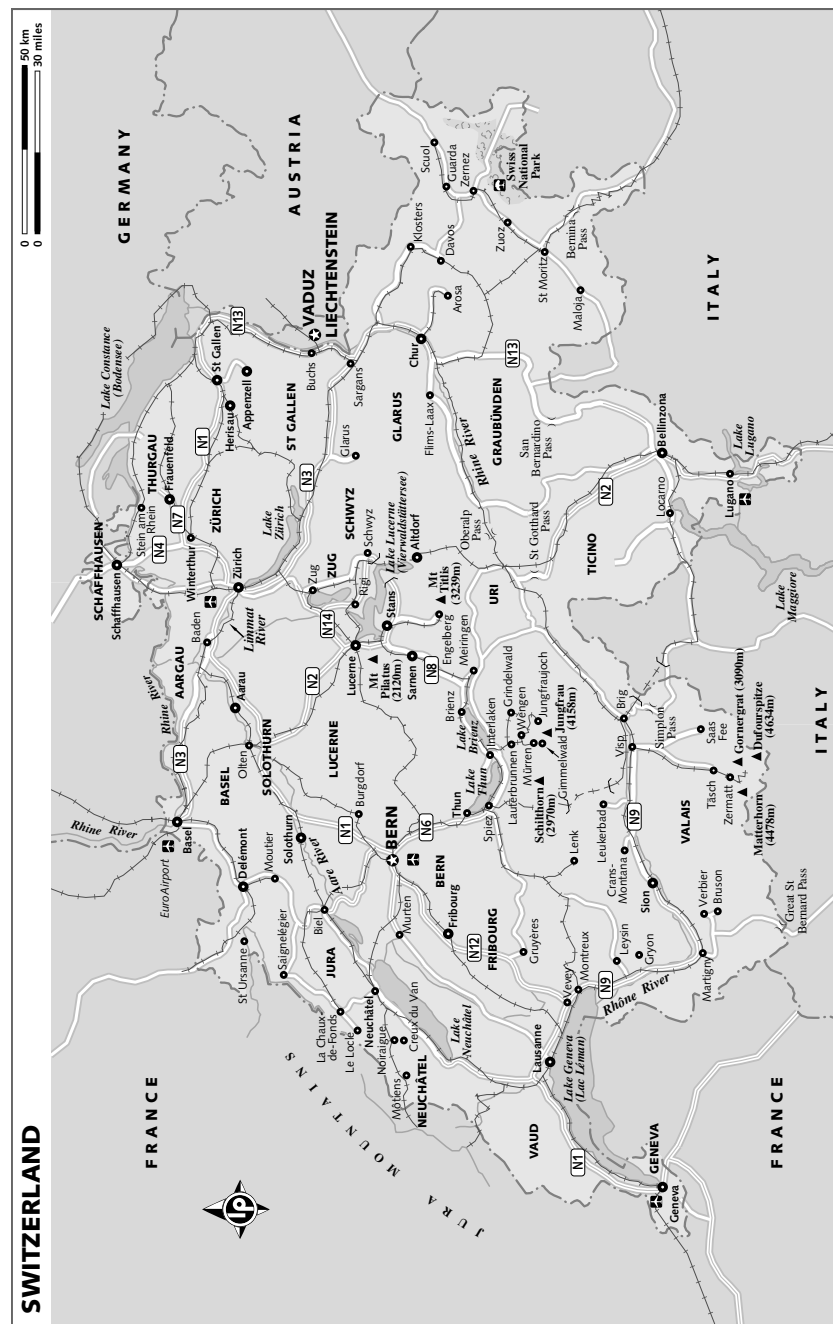 SWITZERLAND
0
50 km
0
30 miles
FRANCE
GERMANY
AUSTRIA
ITALY
ITALY
FRANCE
JURA MOUNTAINS
LP
Rhine River
EuroAirport
Basel
N3
Rhine River
SCHAFFHAUSEN
Schaffhausen
Stein am
Rhein
N4
THURGAU
Frauenfeld
N7
Lake Constance
(Bodensee)
N1
St Gallen
N13
Herisau
Appenzell
ST GALLEN
Buchs
VADUZ
LIECHTENSTEIN
Sargans
Winterthur
ZÜRICH
Zürich
Lake
Zürich
N3
Glarus
GLARUS
Baden
AARGAU
Limmat
River
Aarau
BASEL
Olten
SOLOTHURN
N2
Delémont
Moutier
St Ursanne
Saignelégier
Solothurn
Aare River
Biel
JURA
La Chaux-
de-Fonds
Le Locle
Neuchâtel
Noiraigue
Creux du Van
Môtiers
NEUCHÂTEL
Lake
Neuchâtel
LUCERNE
Burgdorf
N1
BERN
BERN
Murten
Fribourg
N12
FRIBOURG
Gruyères
N6
Thun
Lake
Thun
Spiez
Interlaken
Lake
Brienz
Brienz
Meiringen
Zug
ZUG
N14
Rigi
SCHWYZ
Schwyz
Lake Lucerne
(Vierwaldstättersee)
Lucerne
Stans
Altdorf
Mt
Pilatus
(2120m)
Sarnen
N8
Engelberg
Mt
Titlis
(3239m)
Grindelwald
Wengen
Jungfraujoch
Lauterbrunnen
Mürren
Jungfrau
(4158m)
Gimmelwald
Schilthorn
(2970m)
Lenk
URI
Oberalp
Pass
St Gotthard
Pass
Rhine River
Flims-Laax
Chur
Arosa
Klosters
Davos
Scuol
Guarda
Zernez
Swiss
National
Park
Zuoz
St Moritz
Bernina
Pass
Maloja
GRAUBÜNDEN
N13
San
Bernardino
Pass
TICINO
N2
Bellinzona
Locarno
Lake
Lugano
Lugano
Lake
Maggiore
Brig
Visp
Simplon
Pass
Saas
Fee
Täsch
Zermatt
Gornergrat (3090m)
Dufourspitze
(4634m)
Matterhorn
(4478m)
VALAIS
N9
Leukerbad
Crans-
Montana
Sion
Verbier
Bruson
Great St
Bernard Pass
Martigny
Leysin
Gryon
Rhône River
N9
Montreux
Vevey
Lausanne
Lake Geneva
(Lac Léman)
VAUD
N1
GENEVA
Geneva